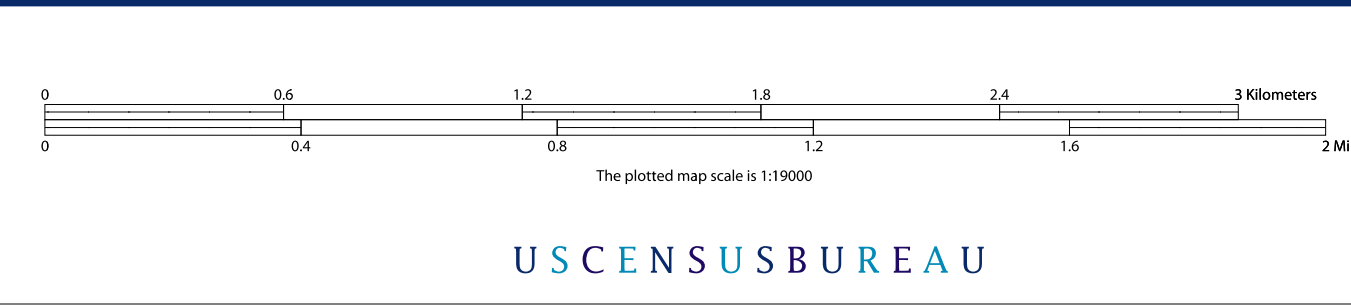 0 0.6 1.2 1.8 2.4 3 Kilometers
0 0.4 0.8 1.2 1.6 2 Mi
The plotted map scale is 1:19000
USCENSUSBUREAU